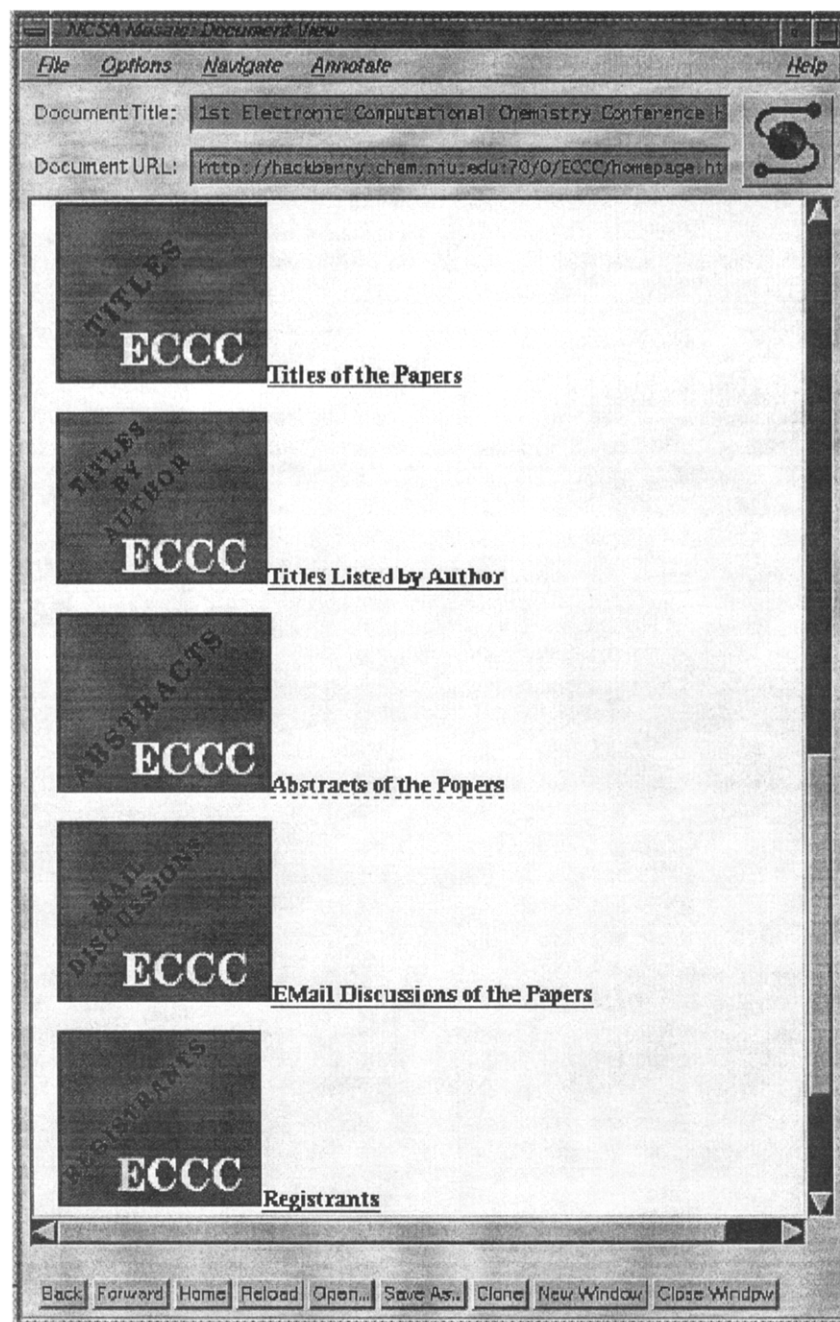 NCSA Mosaic: Document View
File Options Navigate Annotate Help
Document Title: 1st Electronic Computational Chemistry Conference H
Document URL: http://hackberry.chem.niu.edu:70/0/ECCC/homepage.ht
TITLES
ECCC
Titles of the Papers
TITLES
BY
AUTHOR
ECCC
Titles Listed by Author
ABSTRACTS
ECCC
Abstracts of the Popers
MAIL
DISCUSSIONS
ECCC
EMail Discussions of the Papers
REGISTRANTS
ECCC
Registrants
Back Forward Home Reload Open... Save As.. Clone New Window Close Window